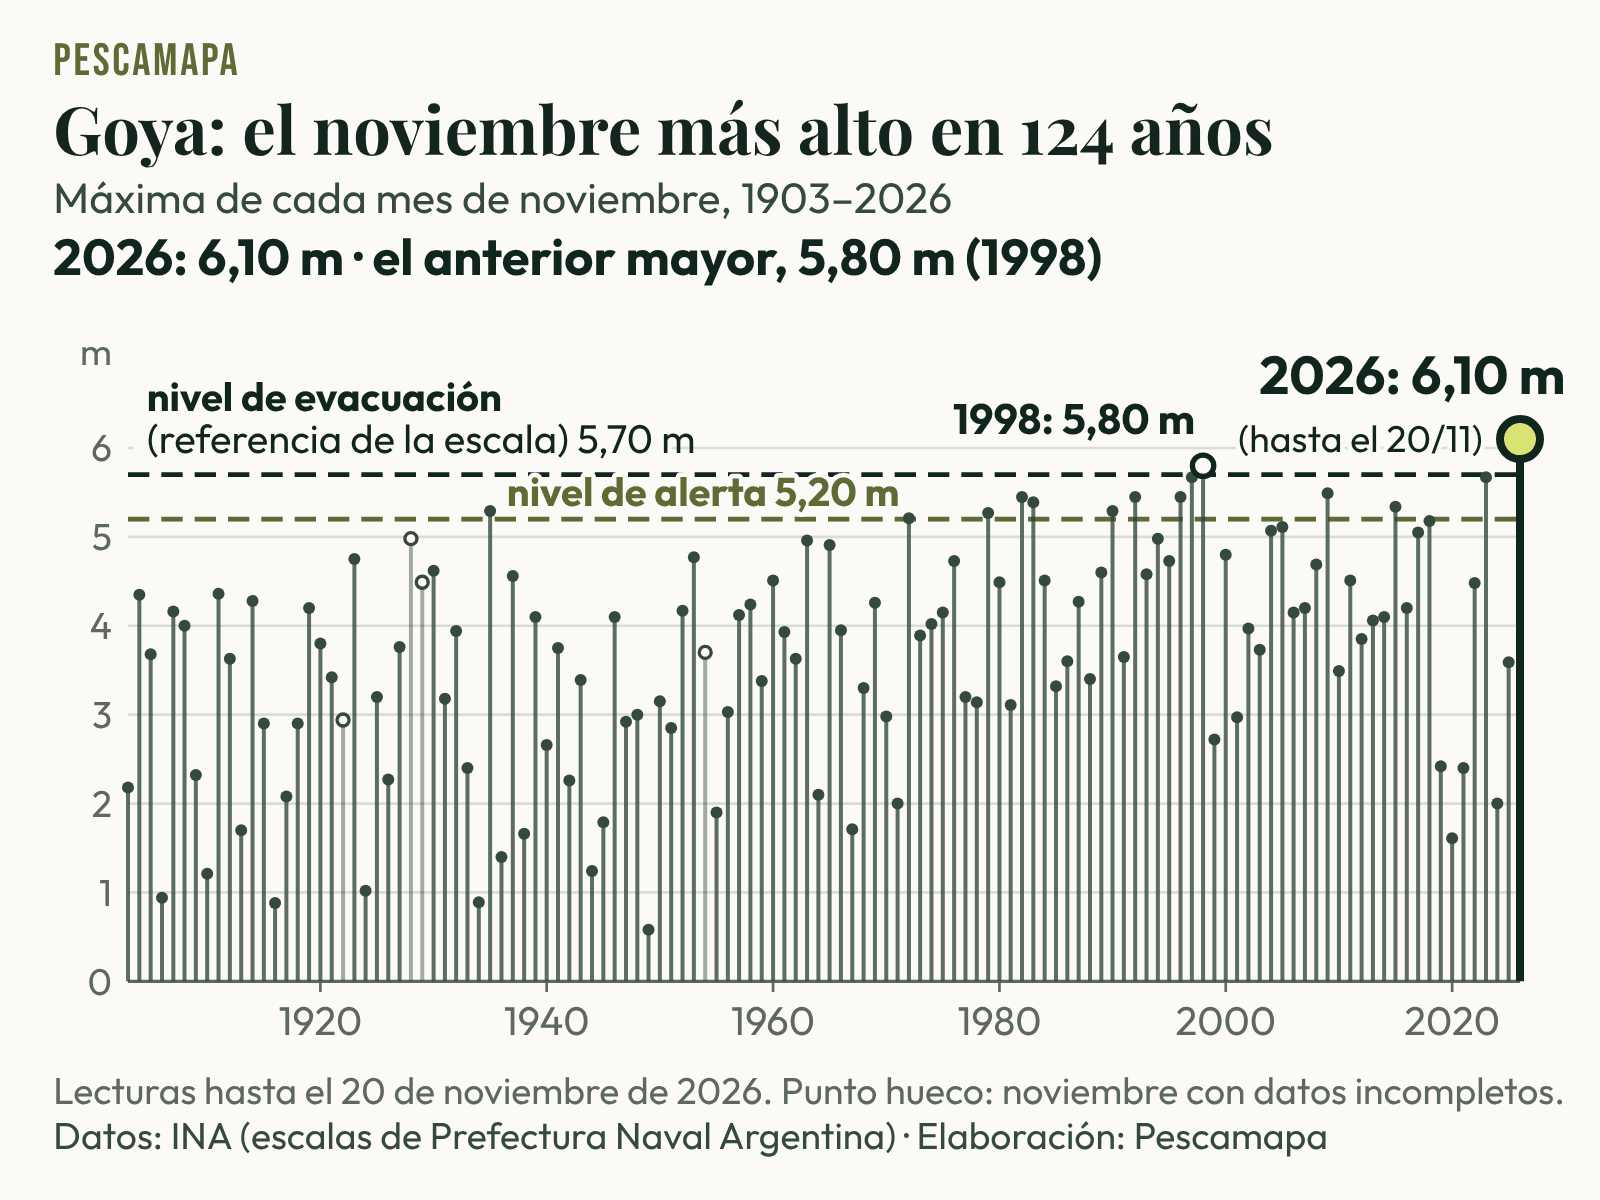 PESCAMAPA
Goya: el noviembre más alto en 124 años
Máxima de cada mes de noviembre, 1903–2026
2026: 6,10 m · el anterior mayor, 5,80 m (1998)
m
2026: 6,10 m
nivel de evacuación
1998: 5,80 m
(referencia de la escala) 5,70 m
(hasta el 20/11)
6
nivel de alerta 5,20 m
5
4
3
2
1
0
1920 1940 1960 1980 2000 2020
Lecturas hasta el 20 de noviembre de 2026. Punto hueco: noviembre con datos incompletos.
Datos: INA (escalas de Prefectura Naval Argentina) · Elaboración: Pescamapa